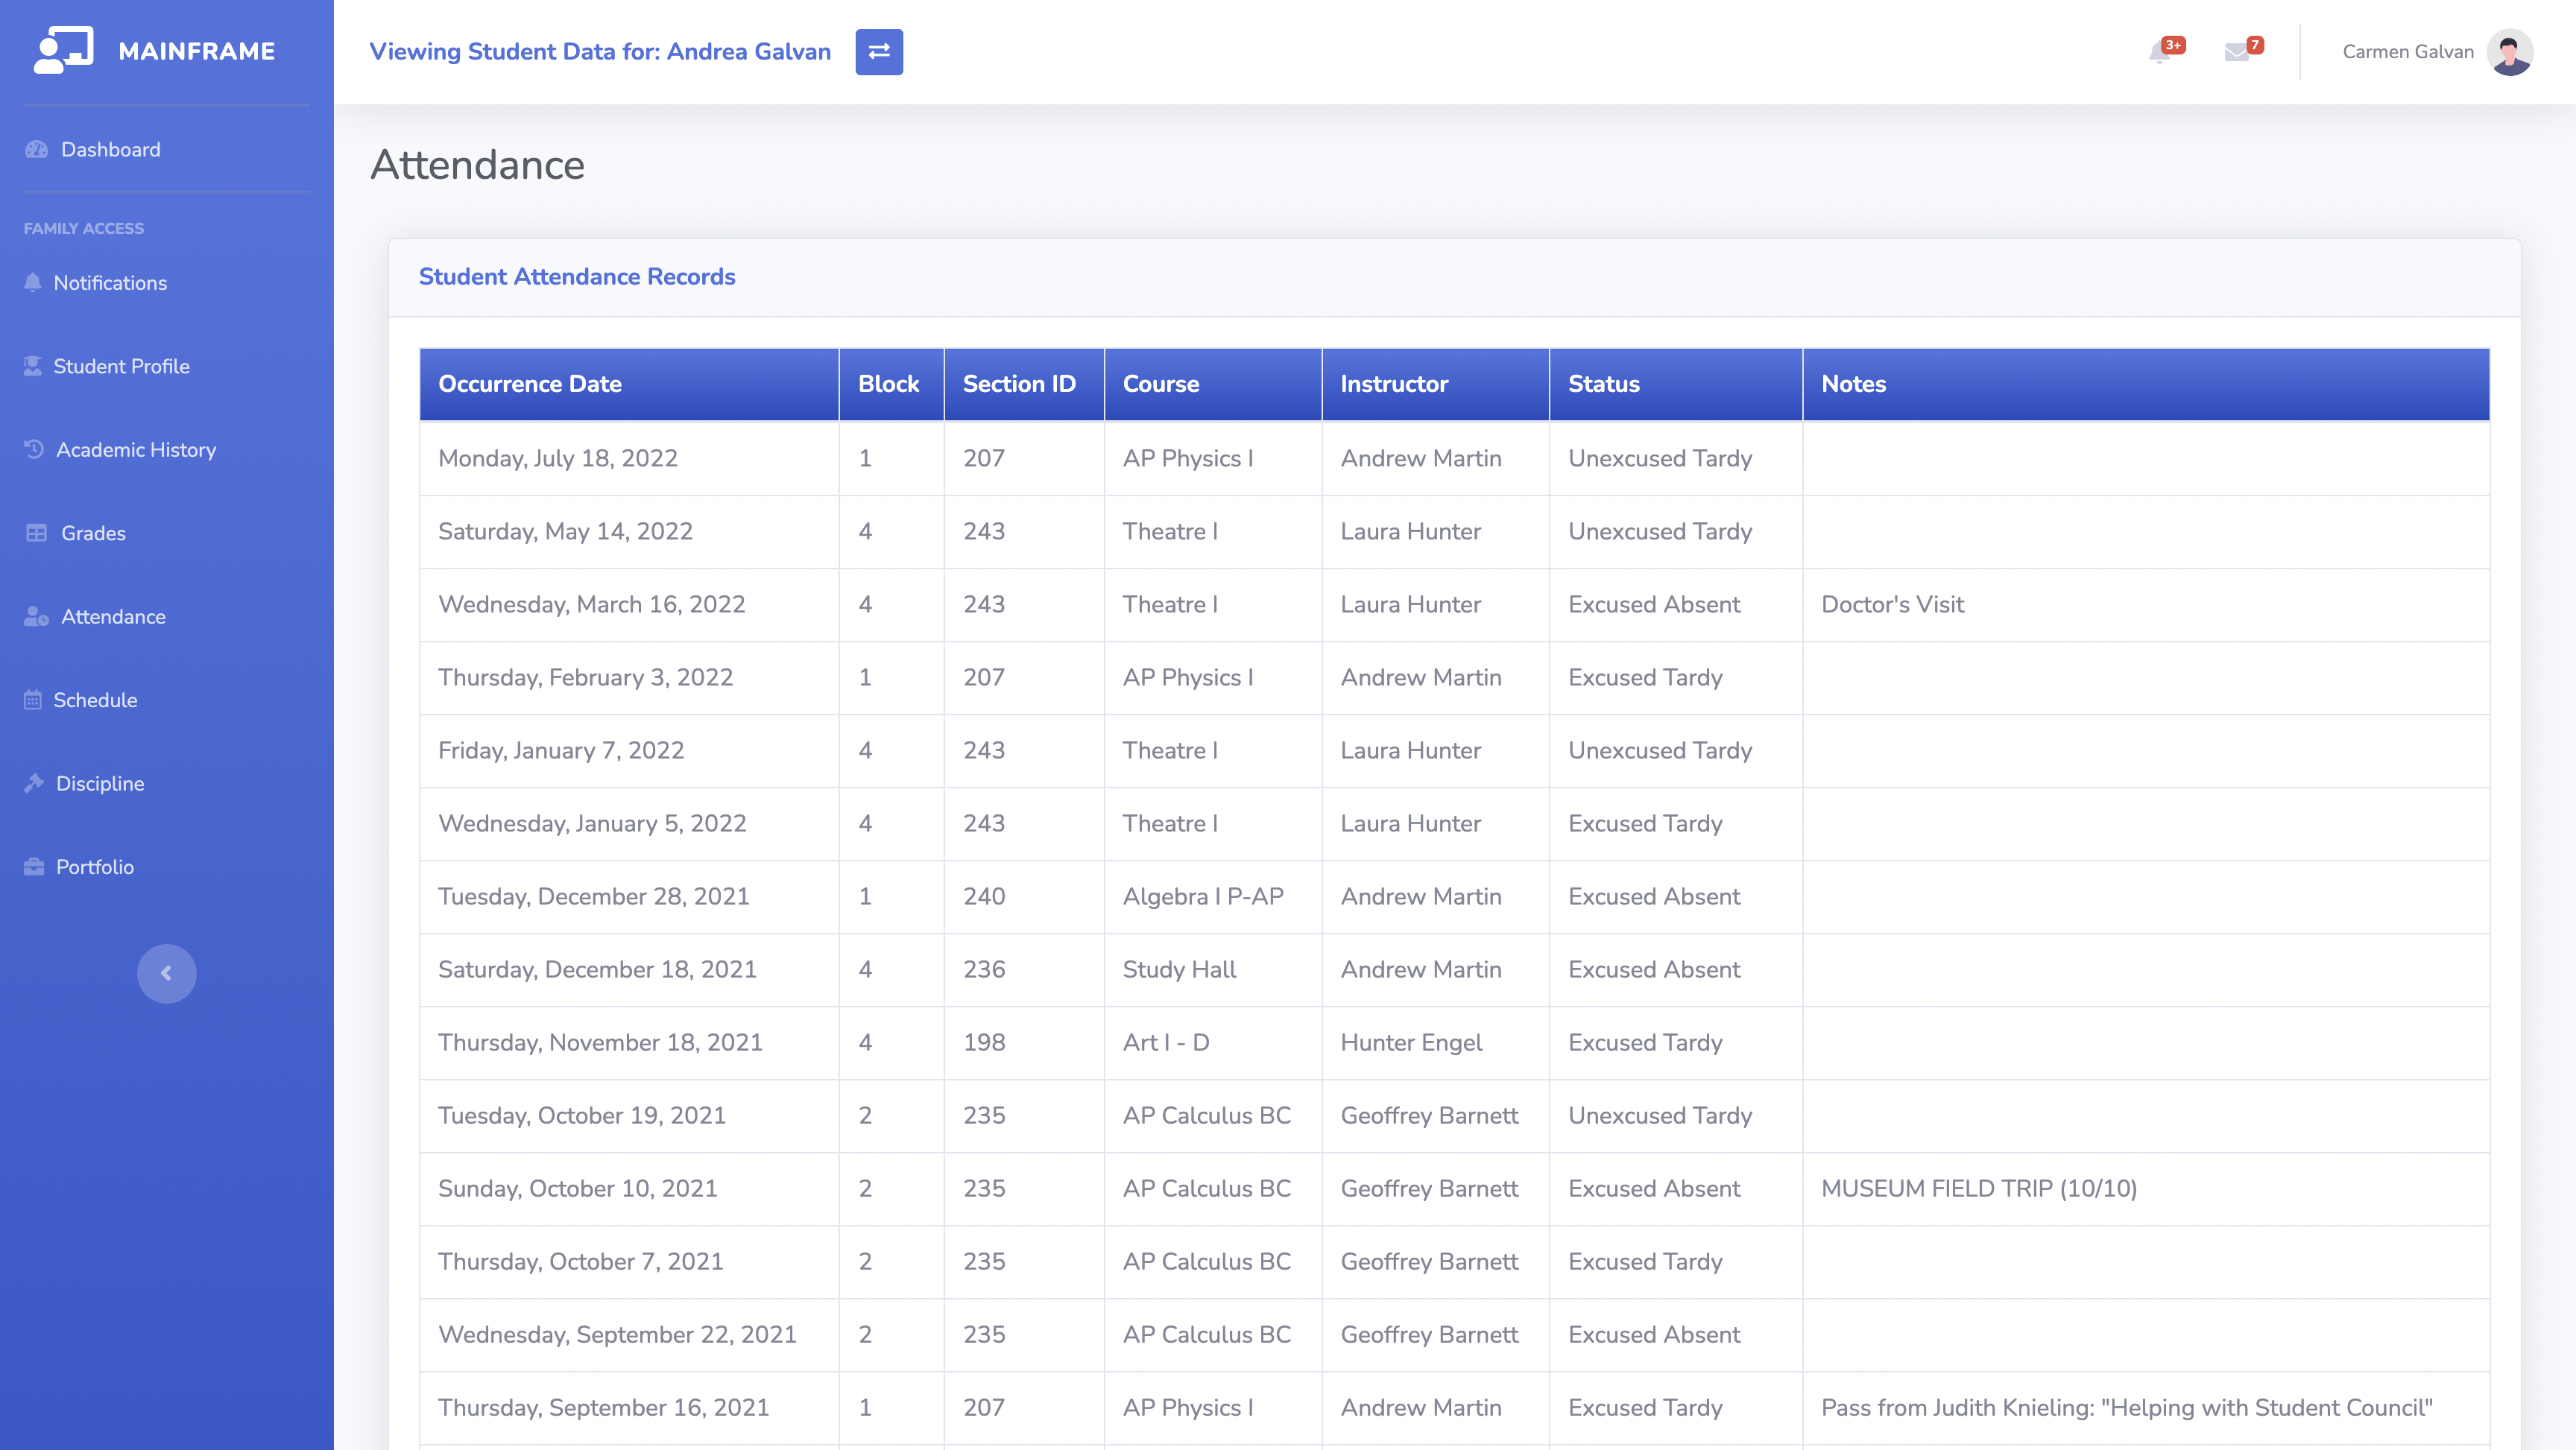 MAINFRAME
Viewing Student Data for: Andrea Galvan
3+
7
Carmen Galvan
Dashboard
FAMILY ACCESS
Notifications
Student Profile
Academic History
Grades
Attendance
Schedule
Discipline
Portfolio
Attendance
Student Attendance Records
Occurrence Date Block Section ID Course Instructor Status Notes
Monday, July 18, 2022 1 207 AP Physics I Andrew Martin Unexcused Tardy
Saturday, May 14, 2022 4 243 Theatre I Laura Hunter Unexcused Tardy
Wednesday, March 16, 2022 4 243 Theatre I Laura Hunter Excused Absent Doctor's Visit
Thursday, February 3, 2022 1 207 AP Physics I Andrew Martin Excused Tardy
Friday, January 7, 2022 4 243 Theatre I Laura Hunter Unexcused Tardy
Wednesday, January 5, 2022 4 243 Theatre I Laura Hunter Excused Tardy
Tuesday, December 28, 2021 1 240 Algebra I P-AP Andrew Martin Excused Absent
Saturday, December 18, 2021 4 236 Study Hall Andrew Martin Excused Absent
Thursday, November 18, 2021 4 198 Art I - D Hunter Engel Excused Tardy
Tuesday, October 19, 2021 2 235 AP Calculus BC Geoffrey Barnett Unexcused Tardy
Sunday, October 10, 2021 2 235 AP Calculus BC Geoffrey Barnett Excused Absent MUSEUM FIELD TRIP (10/10)
Thursday, October 7, 2021 2 235 AP Calculus BC Geoffrey Barnett Excused Tardy
Wednesday, September 22, 2021 2 235 AP Calculus BC Geoffrey Barnett Excused Absent
Thursday, September 16, 2021 1 207 AP Physics I Andrew Martin Excused Tardy Pass from Judith Knieling: "Helping with Student Council"